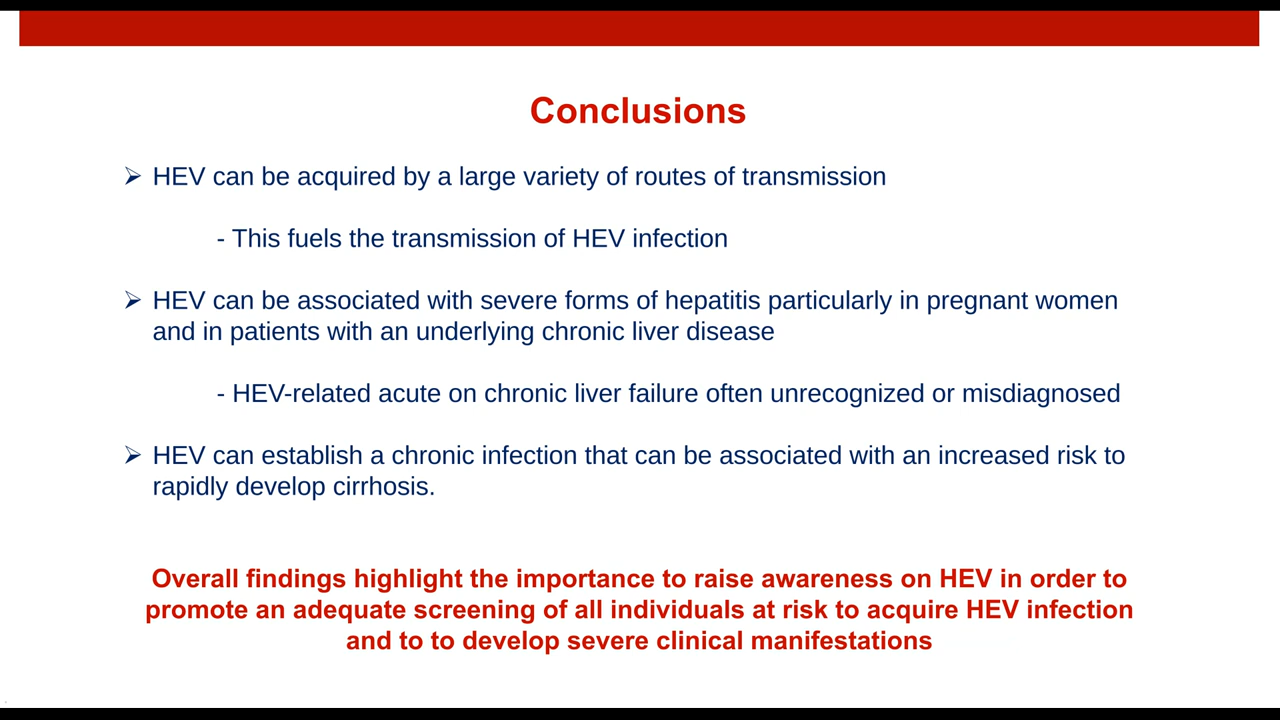 Conclusions
➢ HEV can be acquired by a large variety of routes of transmission
- This fuels the transmission of HEV infection
➢ HEV can be associated with severe forms of hepatitis particularly in pregnant women
and in patients with an underlying chronic liver disease
- HEV-related acute on chronic liver failure often unrecognized or misdiagnosed
➢ HEV can establish a chronic infection that can be associated with an increased risk to
rapidly develop cirrhosis.
Overall findings highlight the importance to raise awareness on HEV in order to
promote an adequate screening of all individuals at risk to acquire HEV infection
and to to develop severe clinical manifestations